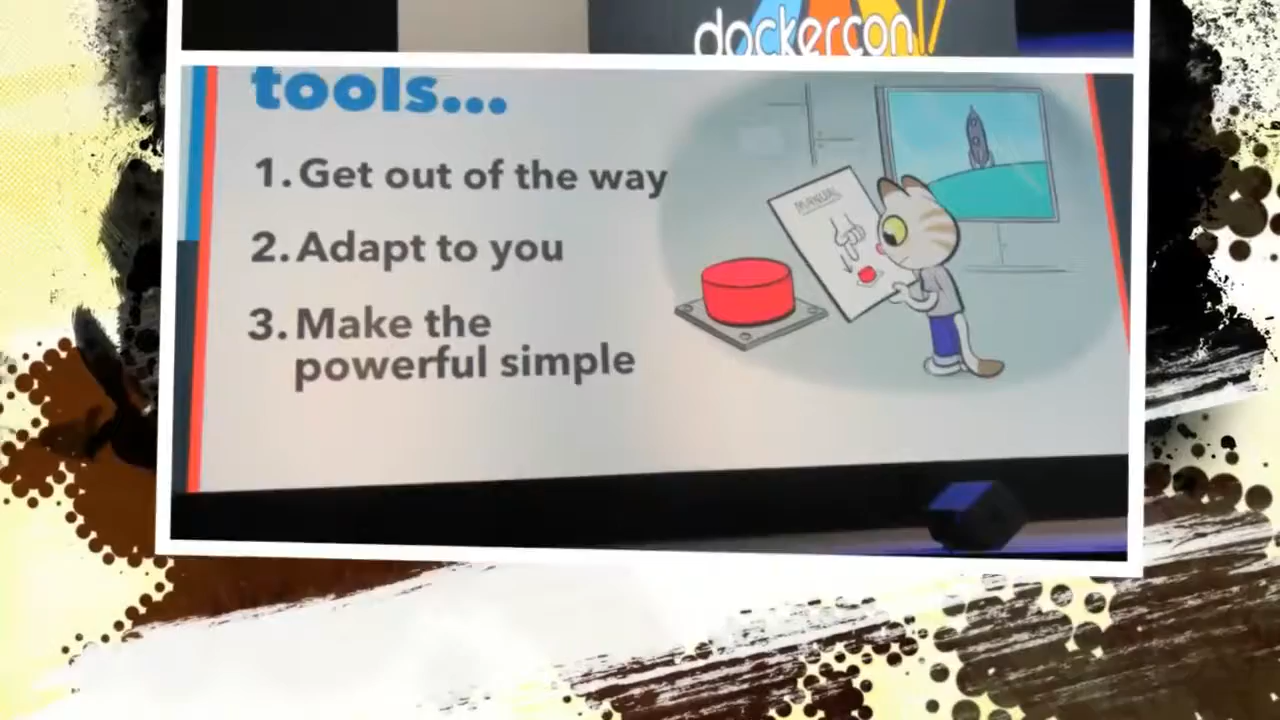 dockercon
tools...
1. Get out of the way
2. Adapt to you
3. Make the
powerful simple
MANUAL